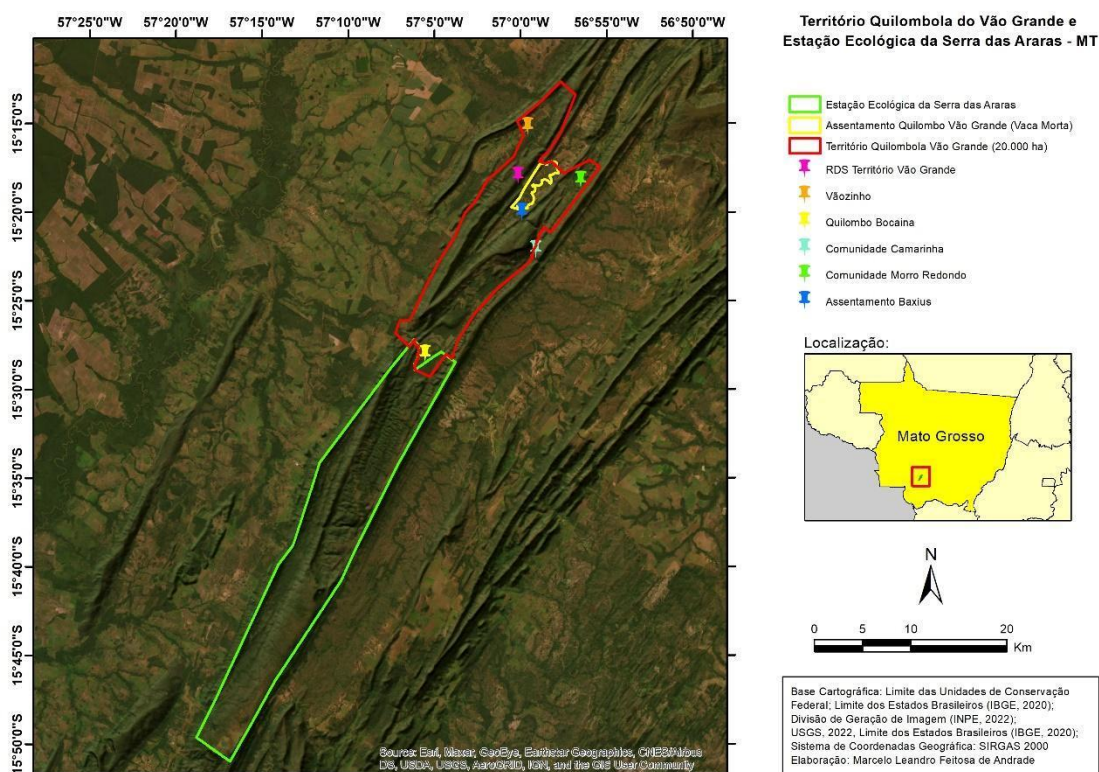 57°25'0"W 57°20'0"W 57°15'0"W 57°10'0"W 57°5'0"W 57°0'0"W 56°55'0"W 56°50'0"W
15°15'0"S
15°20'0"S
15°25'0"S
15°30'0"S
15°35'0"S
15°40'0"S
15°45'0"S
15°50'0"S
Source: Esri, Maxar, GeoEye, Earthstar Geographics, CNES/Airbus
DS, USDA, USGS, AeroGRID, IGN, and the GIS User Community
Território Quilombola do Vão Grande e
Estação Ecológica da Serra das Araras - MT
Estação Ecológica da Serra das Araras
Assentamento Quilombo Vão Grande (Vaca Morta)
Território Quilombola Vão Grande (20.000 ha)
RDS Território Vão Grande
Vãozinho
Quilombo Bocaina
Comunidade Camarinha
Comunidade Morro Redondo
Assentamento Baxius
Localização:
Mato Grosso
N
0 5 10 20
Km
Base Cartográfica: Limite das Unidades de Conservação
Federal; Limite dos Estados Brasileiros (IBGE, 2020);
Divisão de Geração de Imagem (INPE, 2022);
USGS, 2022, Limite dos Estados Brasileiros (IBGE, 2020);
Sistema de Coordenadas Geográfica: SIRGAS 2000
Elaboração: Marcelo Leandro Feitosa de Andrade